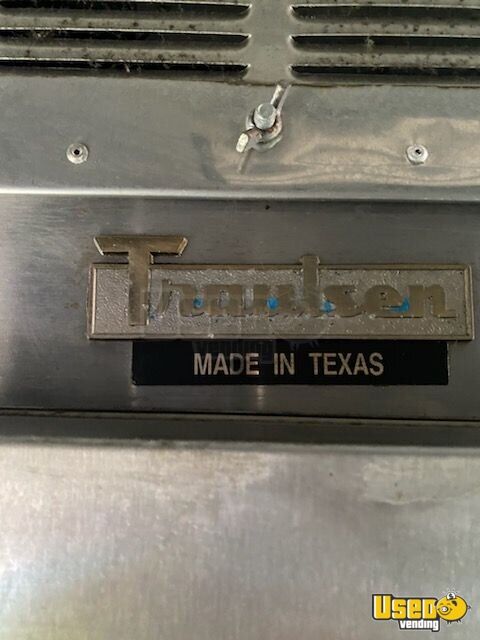 Traulsen
MADE IN TEXAS
USED
vending